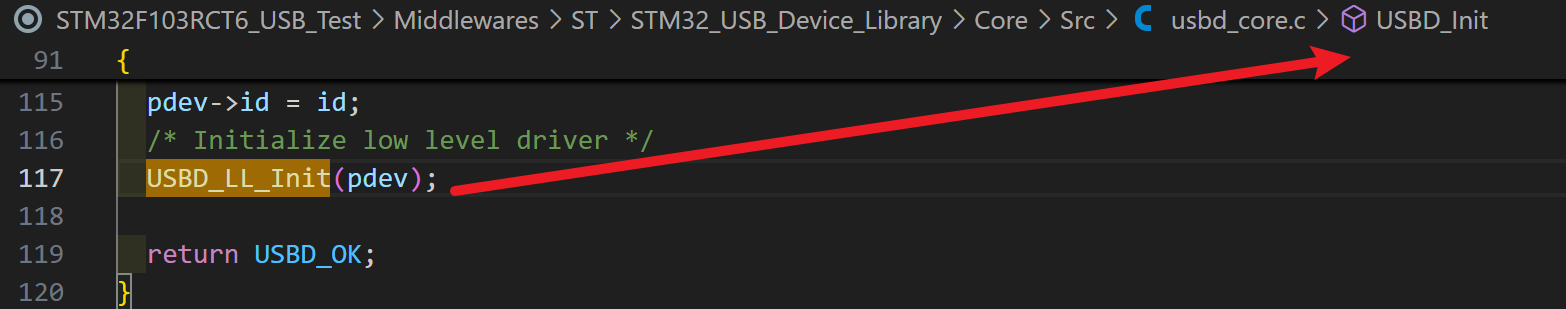 STM32F103RCT6_USB_Test > Middlewares > ST > STM32_USB_Device_Library > Core > Src > C usbd_core.c > USBD_Init
91 {
115 pdev->id = id;
116 /* Initialize low level driver */
117 USBD_LL_Init(pdev);
118
119 return USBD_OK;
120 }